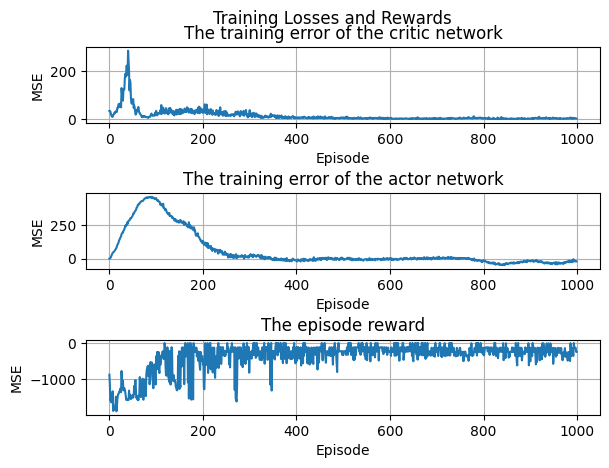 Training Losses and Rewards
The training error of the critic network
MSE
200
0
0 200 400 600 800 1000
Episode
The training error of the actor network
MSE
250
0
0 200 400 600 800 1000
Episode
The episode reward
MSE
0
−1000
0 200 400 600 800 1000
Episode